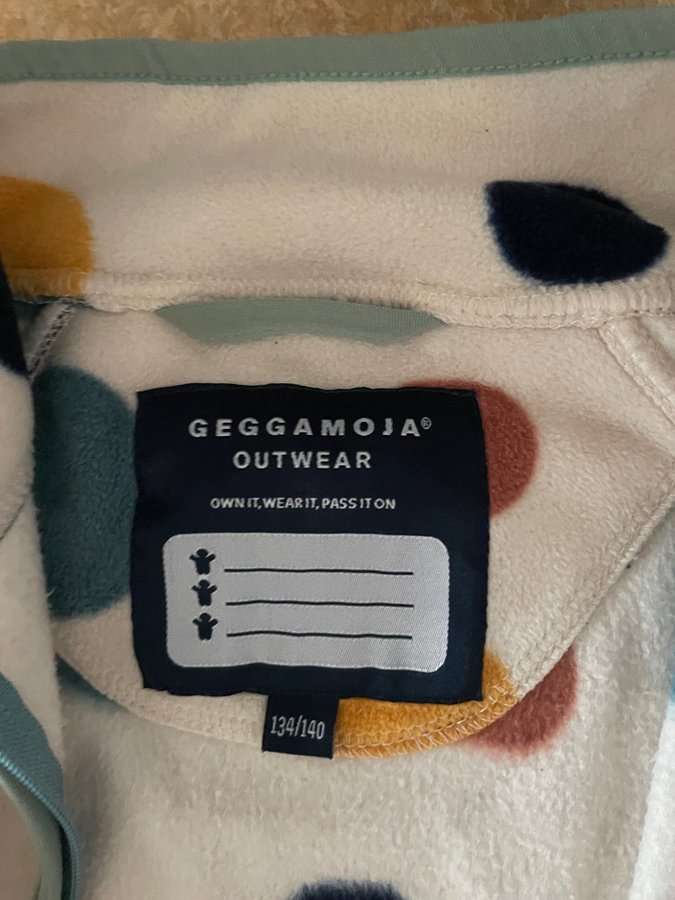 GEGGAMOJA®
OUTWEAR
OWN IT, WEAR IT, PASS IT ON
134/140